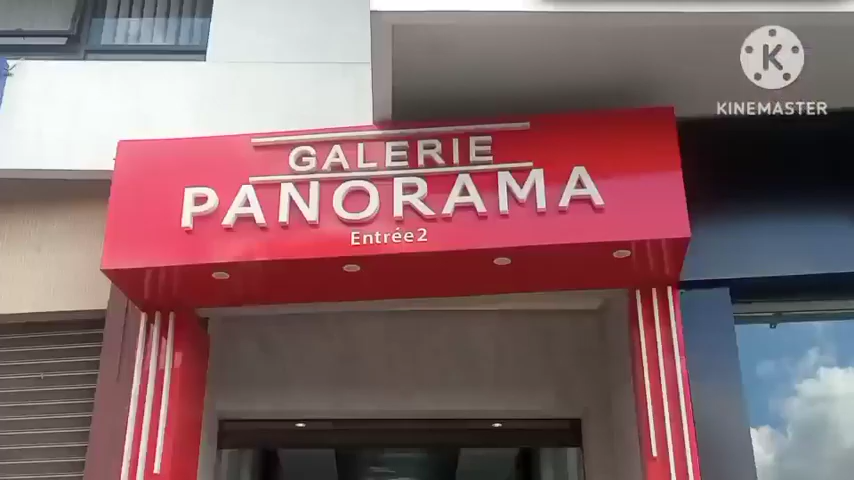 GALERIE
PANORAMA
Entrée2
K
KINEMASTER